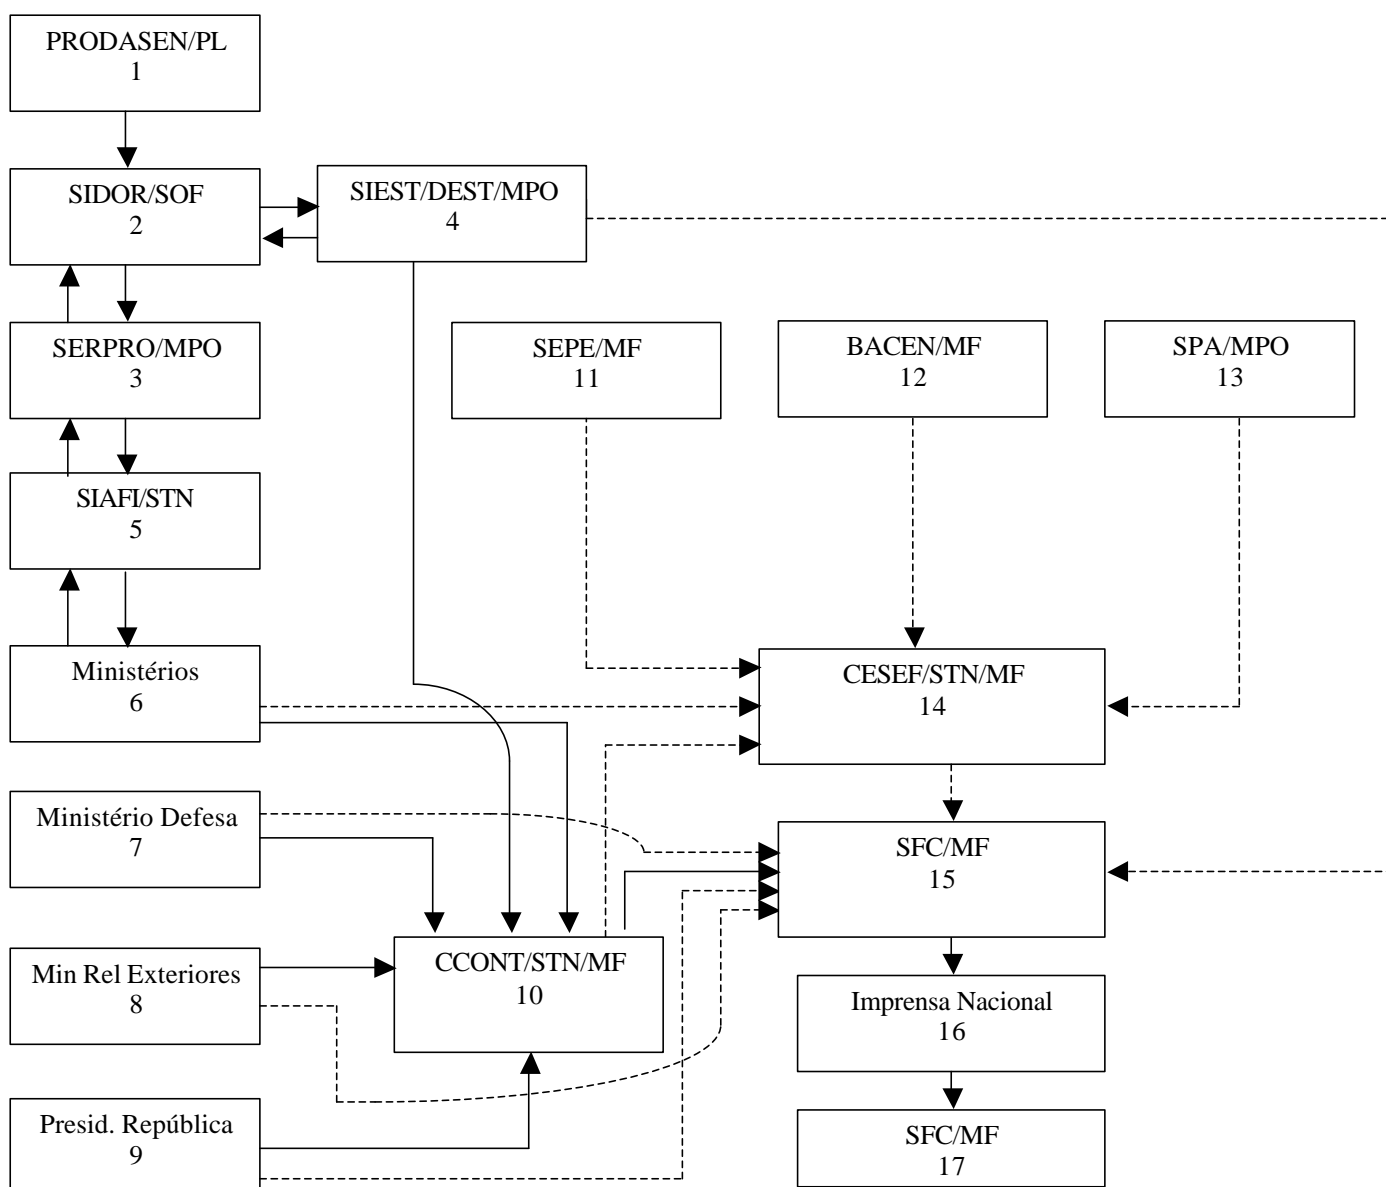 PRODASEN/PL
1
SIDOR/SOF
2
SIEST/DEST/MPO
4
SERPRO/MPO
3
SEPE/MF
11
BACEN/MF
12
SPA/MPO
13
SIAFI/STN
5
Ministérios
6
CESEF/STN/MF
14
Ministério Defesa
7
SFC/MF
15
Min Rel Exteriores
8
CCONT/STN/MF
10
Imprensa Nacional
16
Presid. República
9
SFC/MF
17